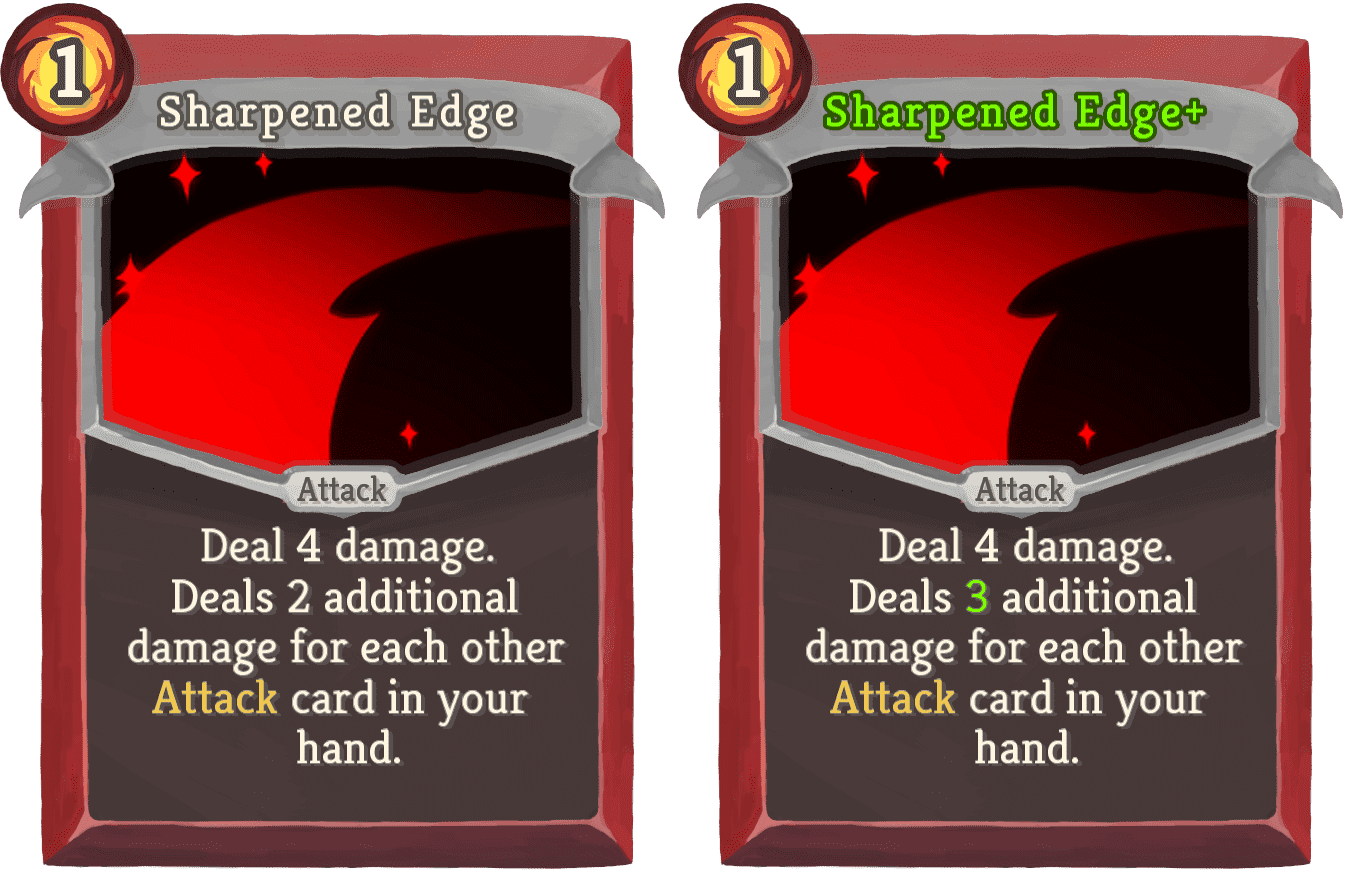 1
Sharpened Edge
Attack
Deal 4 damage.
Deals 2 additional
damage for each other
Attack card in your
hand.
1
Sharpened Edge+
Attack
Deal 4 damage.
Deals 3 additional
damage for each other
Attack card in your
hand.